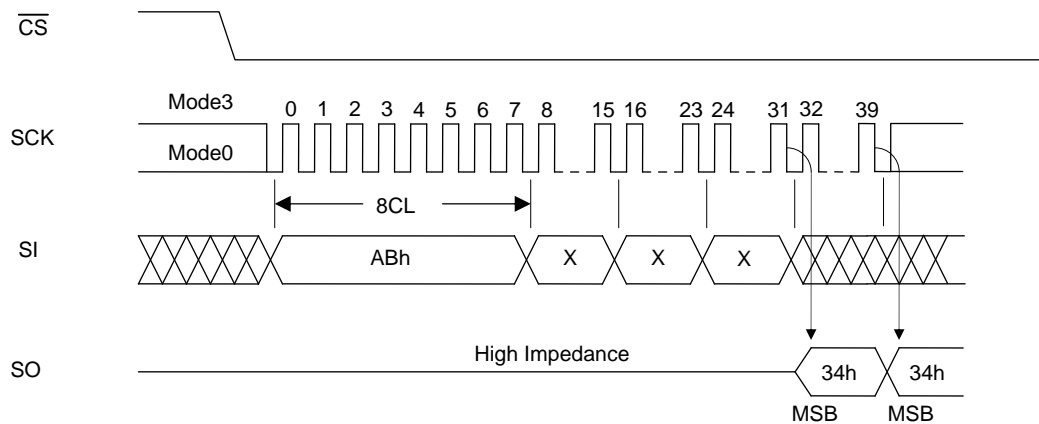 CS
Mode3
0 1 2 3 4 5 6 7 8 15 16 23 24 31 32 39
SCK
Mode0
8CL
SI
ABh X X X
High Impedance
SO
34h 34h
MSB MSB